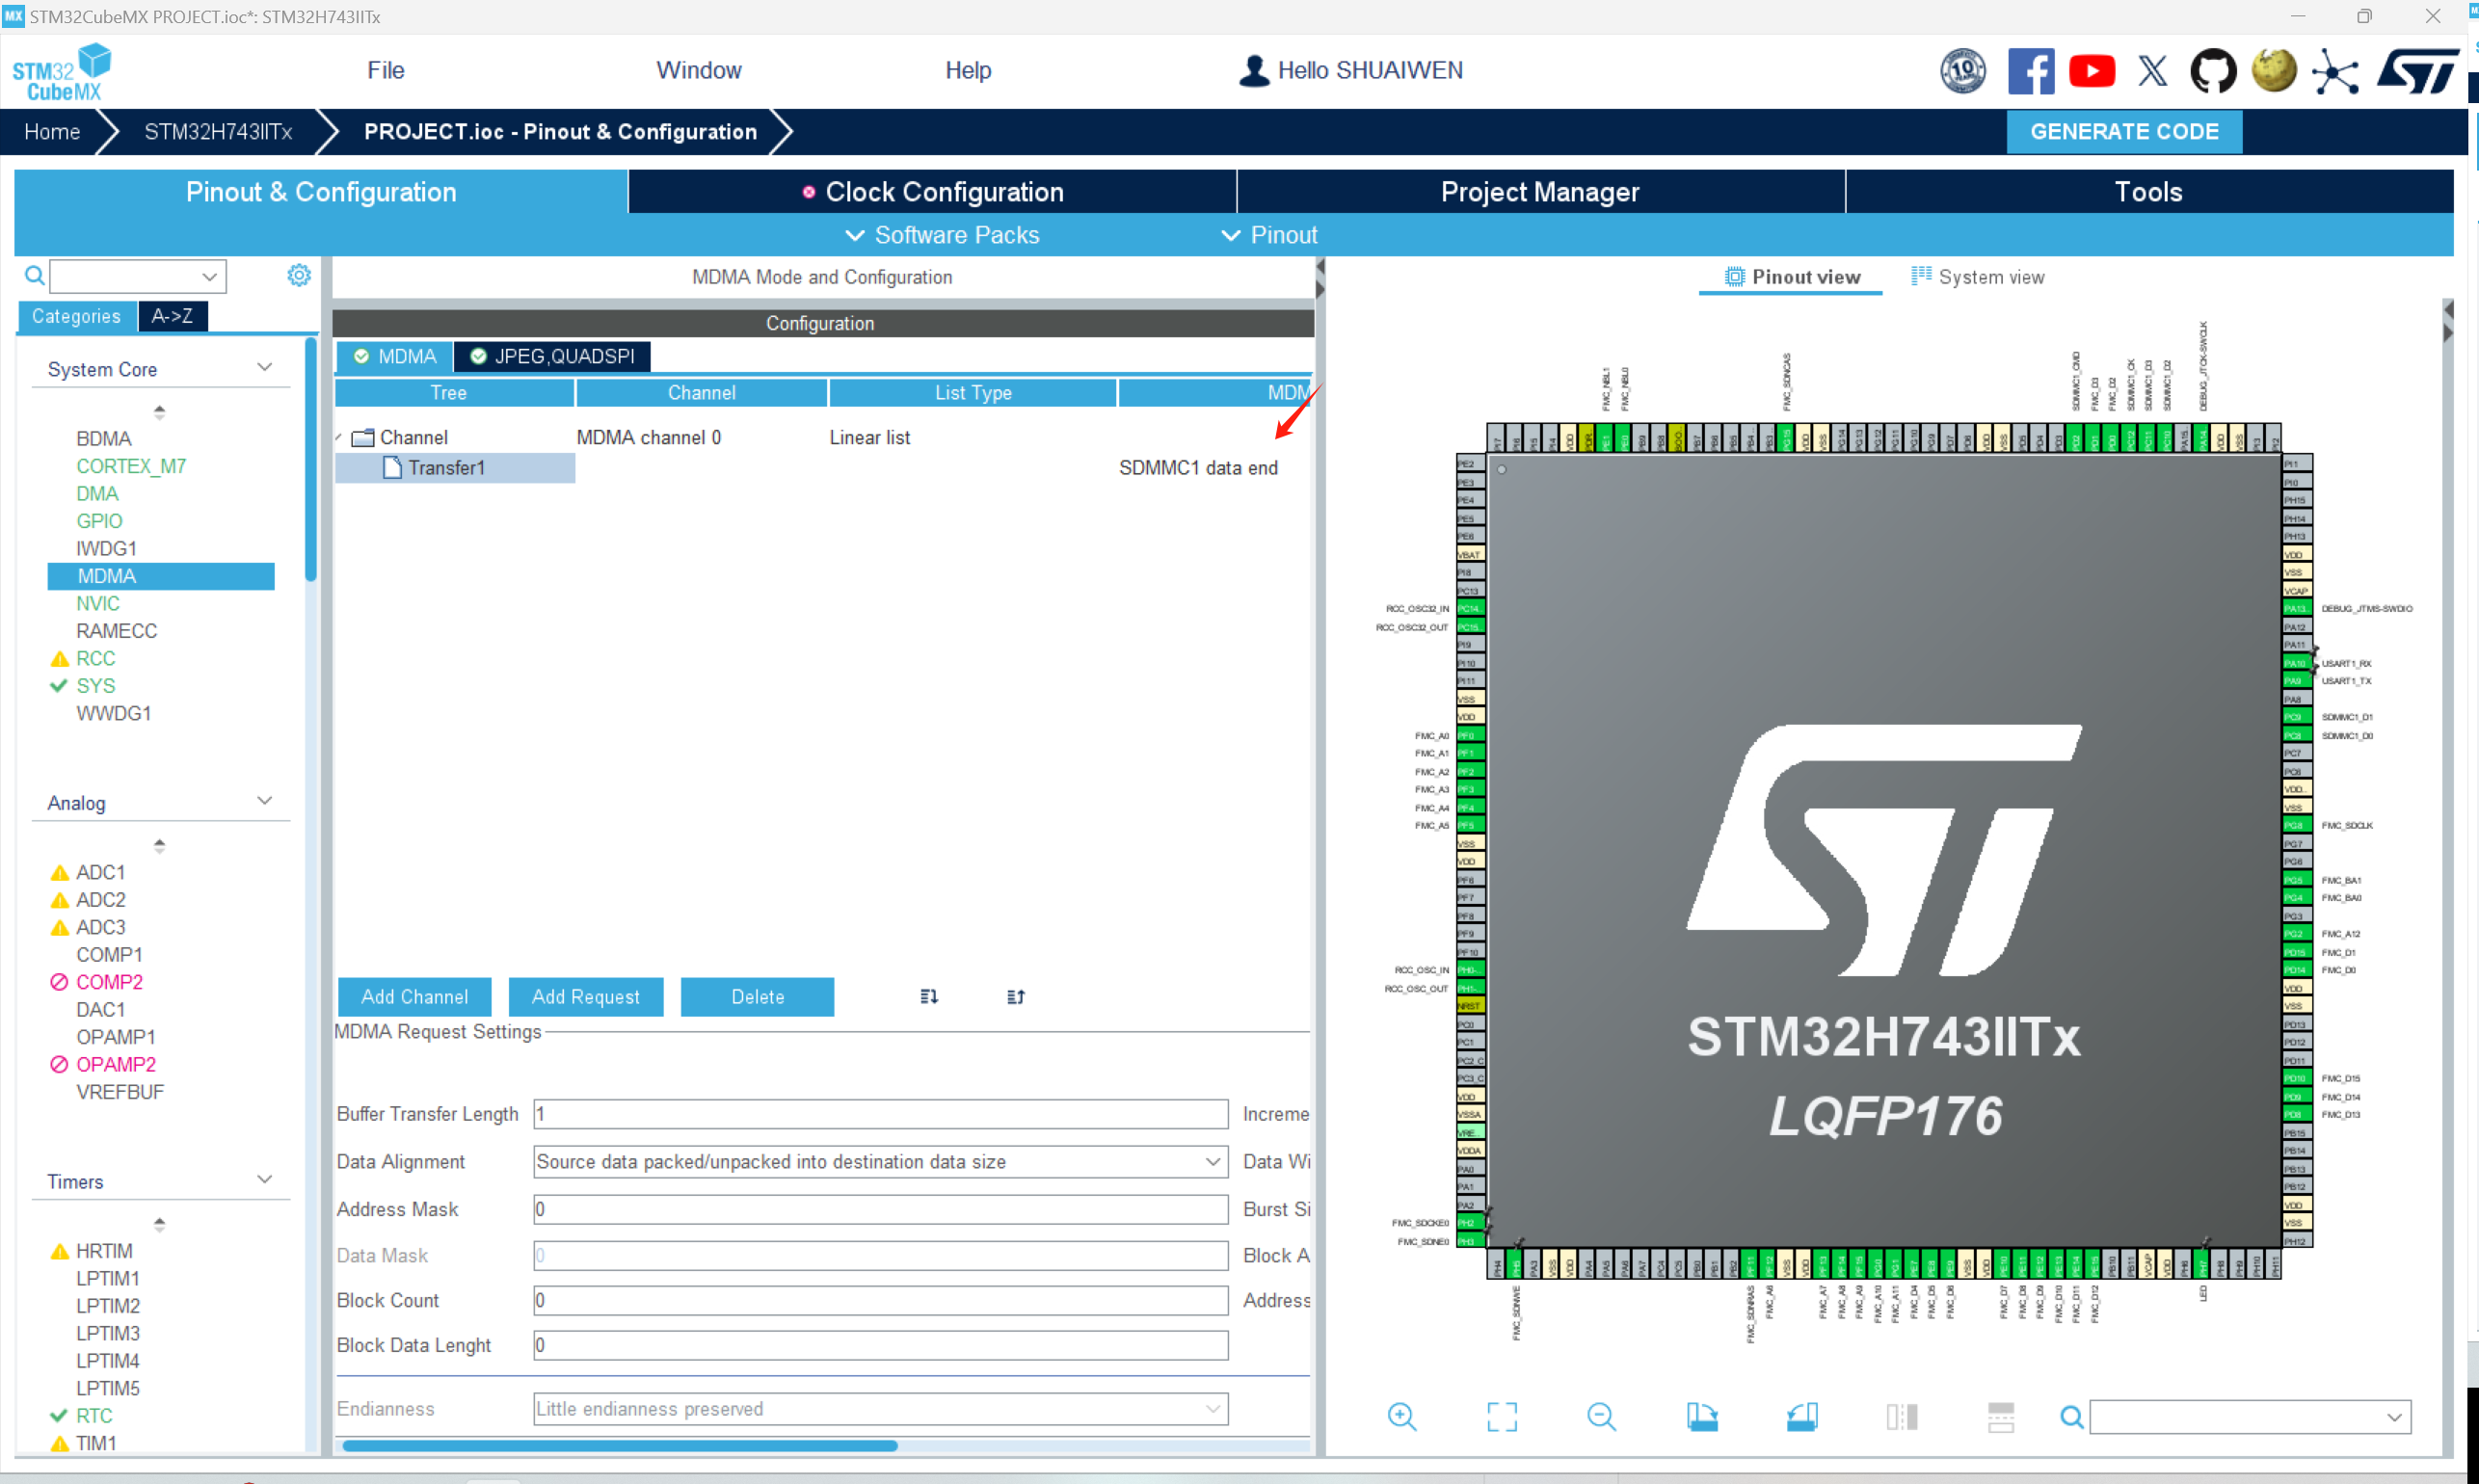 STM32CubeMX PROJECT.ioc*: STM32H743IITx
STM32 CubeMX
File
Window
Help
Hello SHUAIWEN
Home
STM32H743IITx
PROJECT.ioc - Pinout & Configuration
GENERATE CODE
Pinout & Configuration
Clock Configuration
Project Manager
Tools
Software Packs
Pinout
MDMA Mode and Configuration
Pinout view
System view
Categories
A->Z
Configuration
MDMA
JPEG,QUADSPI
Tree
Channel
List Type
MDM
Channel
MDMA channel 0
Linear list
Transfer1
SDMMC1 data end
System Core
BDMA
CORTEX_M7
DMA
GPIO
IWDG1
MDMA
NVIC
RAMECC
RCC
SYS
WWDG1
Analog
ADC1
ADC2
ADC3
COMP1
COMP2
DAC1
OPAMP1
OPAMP2
VREFBUF
Timers
HRTIM
LPTIM1
LPTIM2
LPTIM3
LPTIM4
LPTIM5
RTC
TIM1
Add Channel
Add Request
Delete
MDMA Request Settings
Buffer Transfer Length
1
Increme
Data Alignment
Source data packed/unpacked into destination data size
Data Wi
Address Mask
0
Burst Si
Data Mask
0
Block A
Block Count
0
Address
Block Data Lenght
0
Endianness
Little endianness preserved
FMC_NBL1
FMC_NBL0
FMC_SDNCAS
SDMMC1_CMD
FMC_D3
FMC_D2
SDMMC1_CK
SDMMC1_D3
SDMMC1_D2
DEBUG_JTCK-SWCLK
RCC_OSC32_IN
RCC_OSC32_OUT
FMC_A0
FMC_A1
FMC_A2
FMC_A3
FMC_A4
FMC_A5
RCC_OSC_IN
RCC_OSC_OUT
FMC_SDCKE0
FMC_SDNE0
STM32H743IITx
LQFP176
DEBUG_JTMS-SWDIO
USART1_RX
USART1_TX
SDMMC1_D1
SDMMC1_D0
FMC_SDCLK
FMC_BA1
FMC_BA0
FMC_A12
FMC_D1
FMC_D0
FMC_D15
FMC_D14
FMC_D13
FMC_SDNWE
FMC_SDNRAS
FMC_A6
FMC_A7
FMC_A8
FMC_A9
FMC_A10
FMC_A11
FMC_D4
FMC_D5
FMC_D6
FMC_D7
FMC_D8
FMC_D9
FMC_D10
FMC_D11
FMC_D12
LED